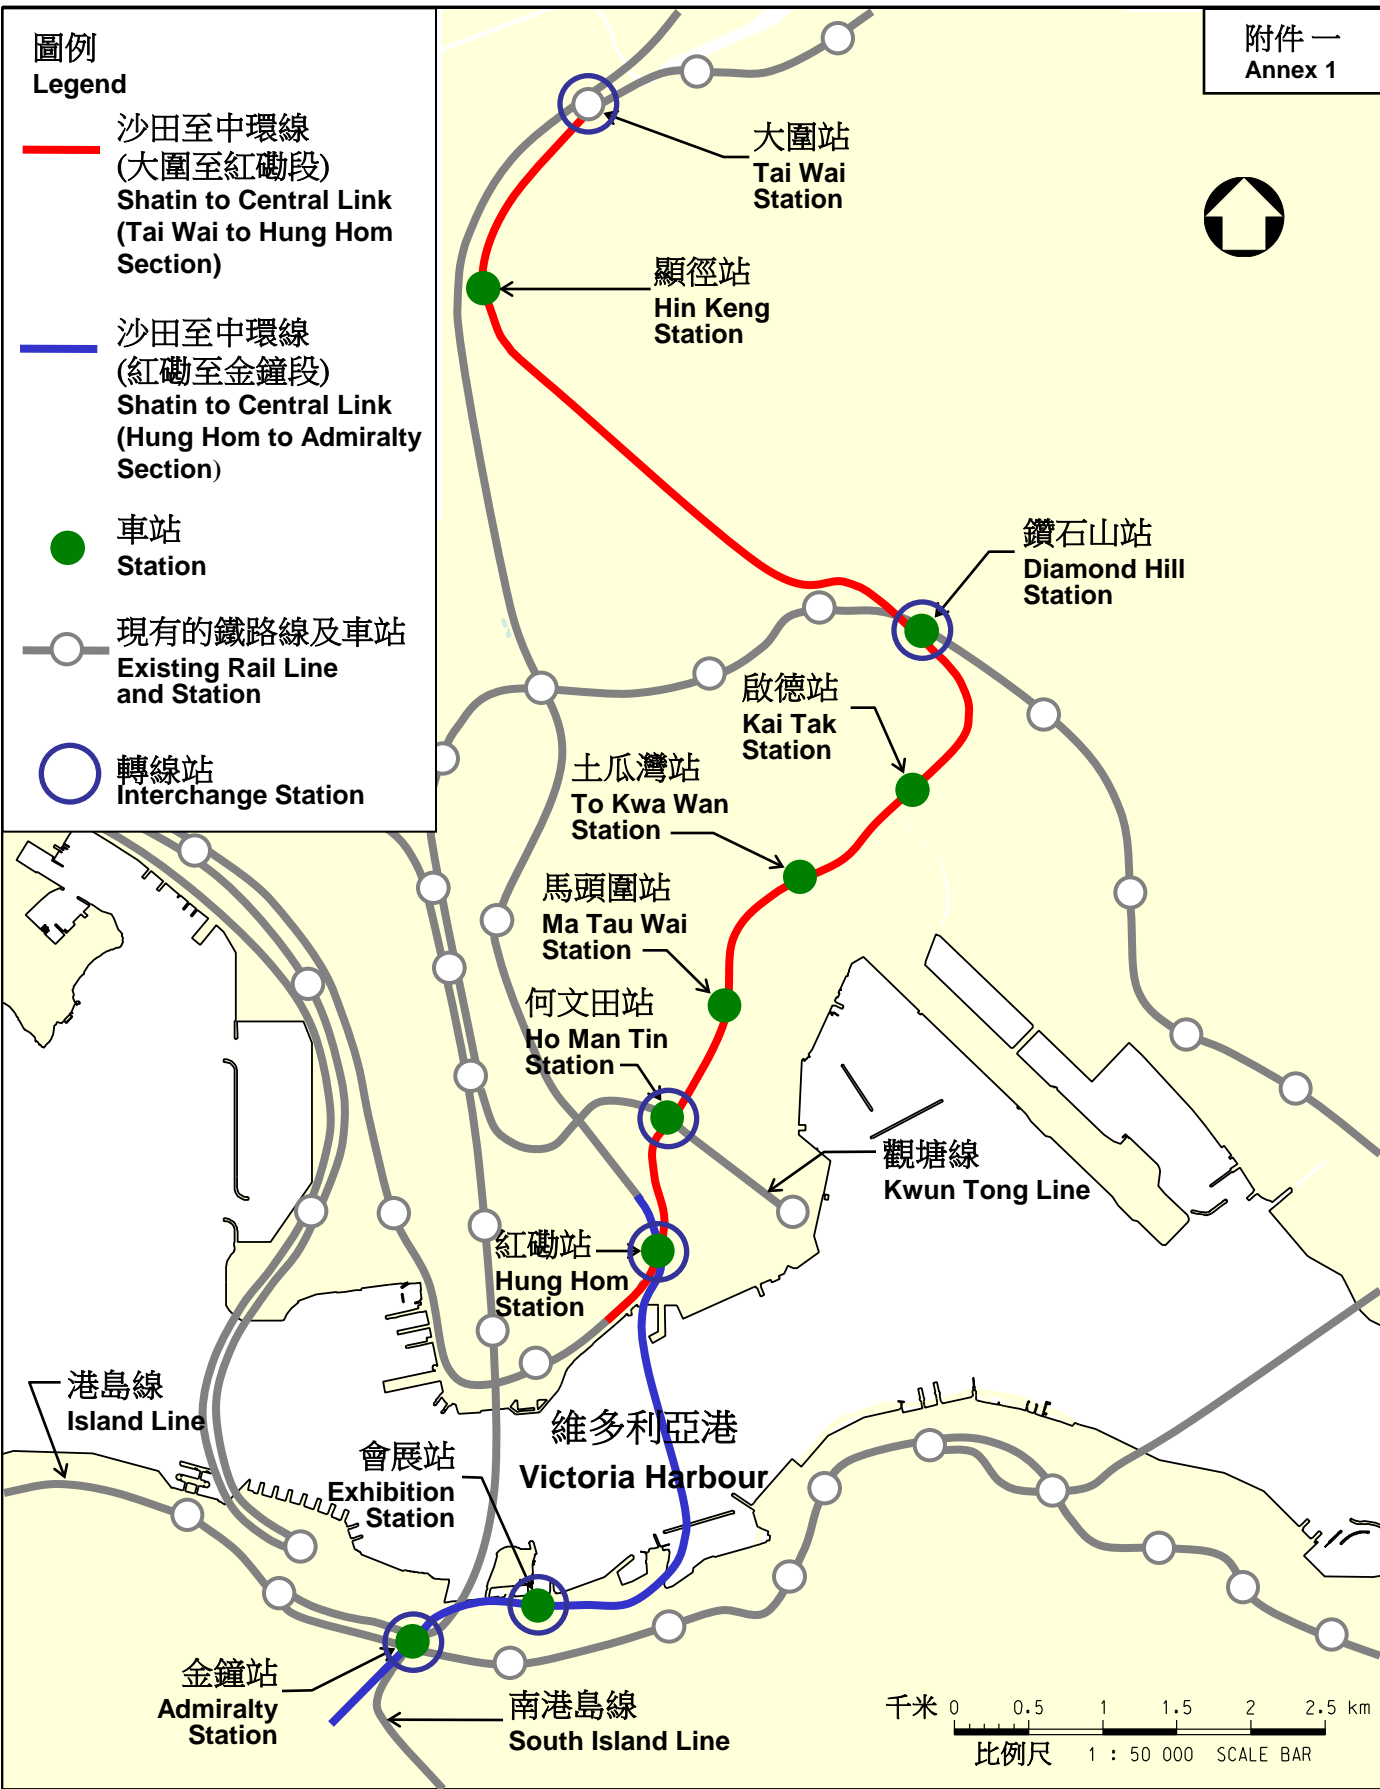 圖例
Legend
沙田至中環線
(大圍至紅磡段)
Shatin to Central Link
(Tai Wai to Hung Hom
Section)
沙田至中環線
(紅磡至金鐘段)
Shatin to Central Link
(Hung Hom to Admiralty
Section)
車站
Station
現有的鐵路線及車站
Existing Rail Line
and Station
轉線站
Interchange Station
附件一
Annex 1
大圍站
Tai Wai
Station
顯徑站
Hin Keng
Station
鑽石山站
Diamond Hill
Station
啟德站
Kai Tak
Station
土瓜灣站
To Kwa Wan
Station
馬頭圍站
Ma Tau Wai
Station
何文田站
Ho Man Tin
Station
觀塘線
Kwun Tong Line
紅磡站
Hung Hom
Station
港島線
Island Line
維多利亞港
Victoria Harbour
會展站
Exhibition
Station
金鐘站
Admiralty
Station
南港島線
South Island Line
千米 0 0.5 1 1.5 2 2.5 km
比例尺 1 : 50 000 SCALE BAR